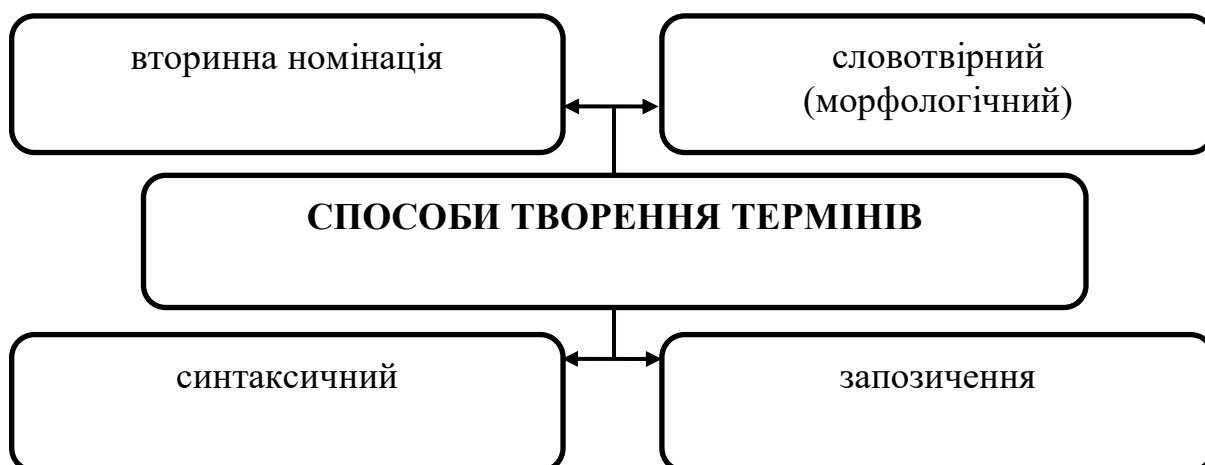 вторинна номінація
словотвірний
(морфологічний)
СПОСОБИ ТВОРЕННЯ ТЕРМІНІВ
синтаксичний
запозичення